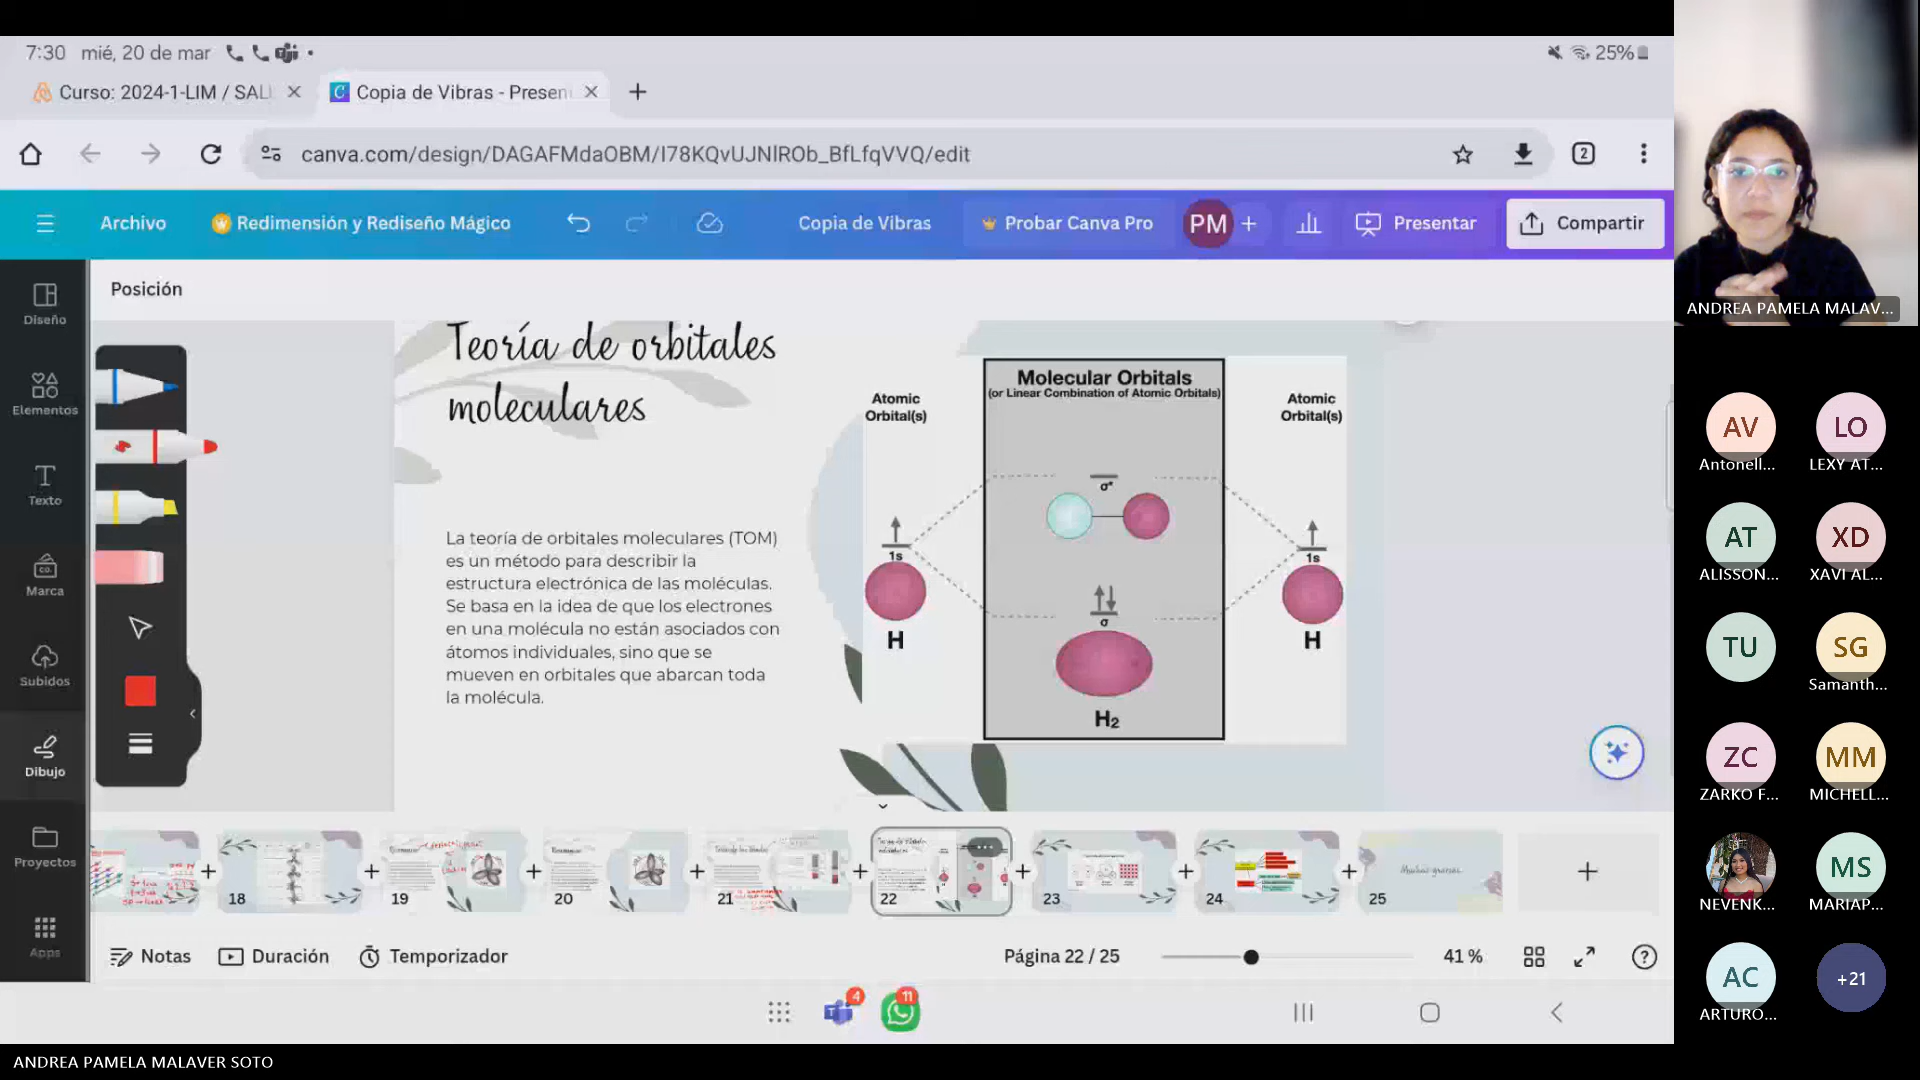 7:30 mié, 20 de mar
25%
Curso: 2024-1-LIM / SAL
Copia de Vibras - Presen
canva.com/design/DAGAFMdaOBM/I78KQvUJNlROb_BfLfqVVQ/edit
2
Archivo
Redimensión y Rediseño Mágico
Copia de Vibras
Probar Canva Pro
PM
Presentar
Compartir
Posición
Diseño
Elementos
Texto
Marca
Subidos
Dibujo
Proyectos
Apps
Teoría de orbitales
moleculares
La teoría de orbitales moleculares (TOM)
es un método para describir la
estructura electrónica de las moléculas.
Se basa en la idea de que los electrones
en una molécula no están asociados con
átomos individuales, sino que se
mueven en orbitales que abarcan toda
la molécula.
Molecular Orbitals
(or Linear Combination of Atomic Orbitals)
Atomic
Orbital(s)
Atomic
Orbital(s)
σ*
1s
1s
σ
H
H
H₂
18
19
20
21
22
23
24
25
Muchas gracias
Notas
Duración
Temporizador
Página 22 / 25
41 %
4
11
ANDREA PAMELA MALAV...
AV
Antonell...
LO
LEXY AT...
AT
ALISSON...
XD
XAVI AL...
TU
SG
Samanth...
ZC
ZARKO F...
MM
MICHELL...
NEVENK...
MS
MARIAP...
AC
ARTURO...
+21
ANDREA PAMELA MALAVER SOTO